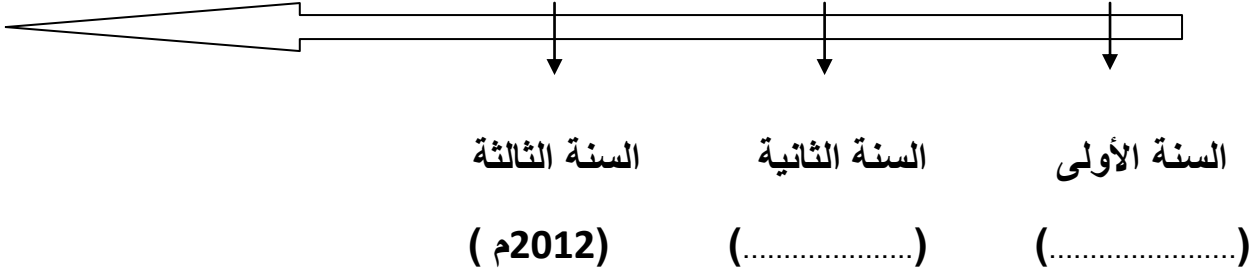 السنة الأولى السنة الثانية السنة الثالثة
(.......................) (.....................) (2012م )